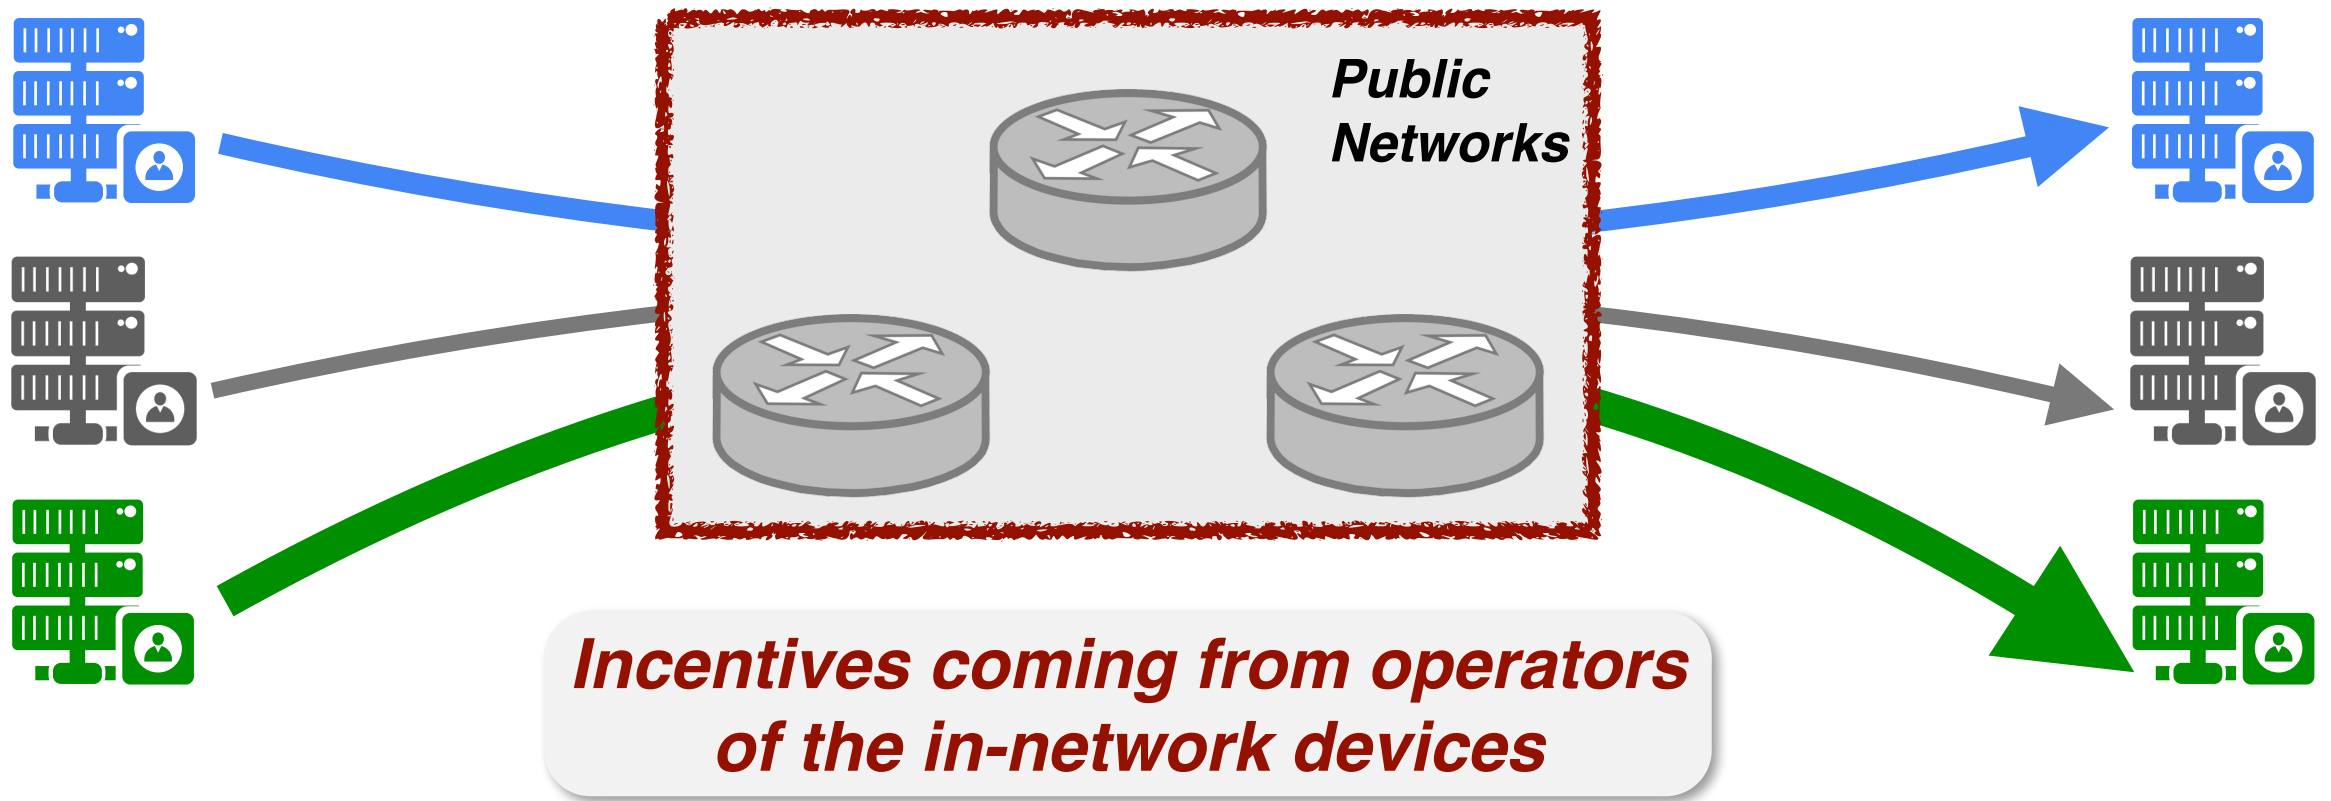 Public
Networks
Incentives coming from operators
of the in-network devices